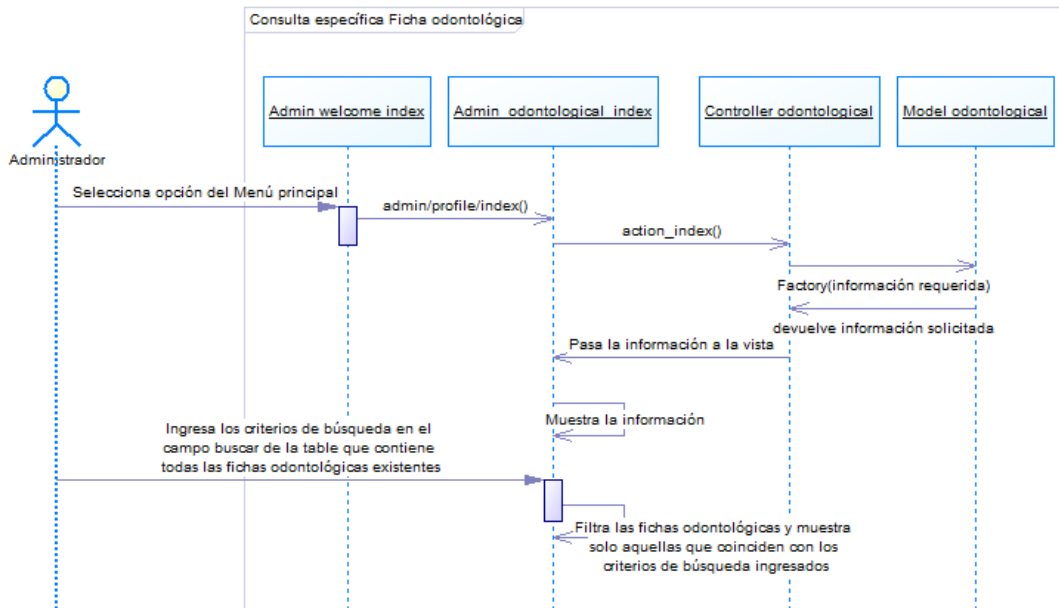 Consulta específica Ficha odontológica
Admin welcome index
Admin_odontological_index
Controller odontological
Model odontological
Administrador
Selecciona opción del Menú principal
admin/profile/index()
action_index()
Factory(información requerida)
devuelve información solicitada
Pasa la información a la vista
Muestra la información
Ingresa los criterios de búsqueda en el
campo buscar de la table que contiene
todas las fichas odontológicas existentes
Filtra las fichas odontológicas y muestra
solo aquellas que coinciden con los
criterios de búsqueda ingresados